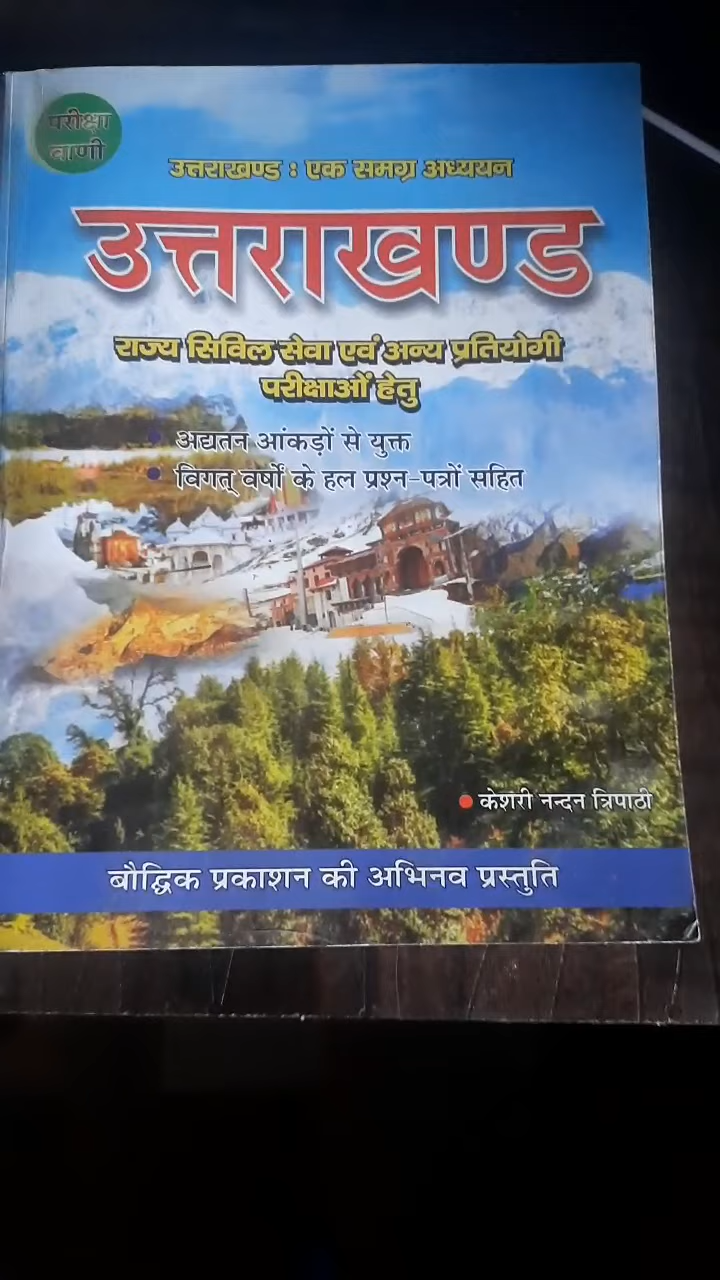 परीक्षा
वाणी
उत्तराखण्ड : एक समग्र अध्ययन
उत्तराखण्ड
राज्य सिविल सेवा एवं अन्य प्रतियोगी
परीक्षाओं हेतु
• अद्यतन आंकड़ों से युक्त
• विगत् वर्षों के हल प्रश्न-पत्रों सहित
• केशरी नन्दन त्रिपाठी
बौद्धिक प्रकाशन की अभिनव प्रस्तुति